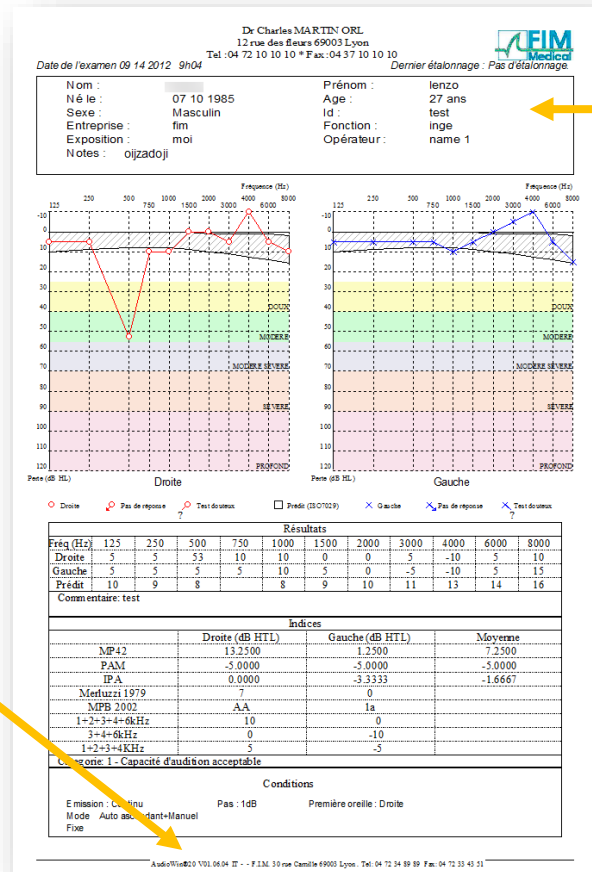 Dr Charles MARTIN ORL
12 rue des fleurs 69003 Lyon
Tel :04 72 10 10 10 * Fax :04 37 10 10 10
FIM Medical
Date de l'examen 09 14 2012 9h04 Dernier étalonnage : Pas d'étalonnage.
Nom : Prénom : lenzo
Né le : 07 10 1985 Age : 27 ans
Sexe : Masculin Id : test
Entreprise : fim Fonction : inge
Exposition : moi Opérateur : name 1
Notes : oijzadoji
Fréquence (Hz) Fréquence (Hz)
250 500 1000 2000 4000 8000 250 500 1000 2000 4000 8000
125 750 1500 3000 6000 125 750 1500 3000 6000
-10 -10
0 0
10 10
20 20
30 30
40 DOUX 40 DOUX
50 50
MODERE MODERE
60 60
MODERE SEVERE MODERE SEVERE
70 70
80 80
90 SEVERE 90 SEVERE
100 100
110 110
120 PROFOND 120 PROFOND
Perte (dB HL) Droite Perte (dB HL) Gauche
Droite Pas de reponse ? Test douteux Prédit (ISO7029) Gauche Pas de reponse ? Test douteux
Résultats
Fréq (Hz) 125 250 500 750 1000 1500 2000 3000 4000 6000 8000
Droite 5 5 53 10 10 0 0 5 -10 5 10
Gauche 5 5 5 5 10 5 0 -5 -10 5 15
Prédit 10 9 8 8 9 10 11 13 14 16
Commentaire: test
Indices
Droite (dB HTL) Gauche (dB HTL) Moyenne
MP42 13.2500 1.2500 7.2500
PAM -5.0000 -5.0000 -5.0000
IPA 0.0000 -3.3333 -1.6667
Merluzzi 1979 7 0
MPB 2002 AA 1a
1+2+3+4+6kHz 10 0
3+4+6kHz 0 -10
1+2+3+4KHz 5 -5
Categorie: 1 - Capacité d'audition acceptable
Conditions
Emission : Continu Pas : 1dB Première oreille : Droite
Mode Auto ascendant+Manuel
Fixe
AudioWin®20 V01.06.04 IT - - F.I.M. 30 rue Camille 69003 Lyon. Tel: 04 72 34 89 89 Fax: 04 72 33 43 51